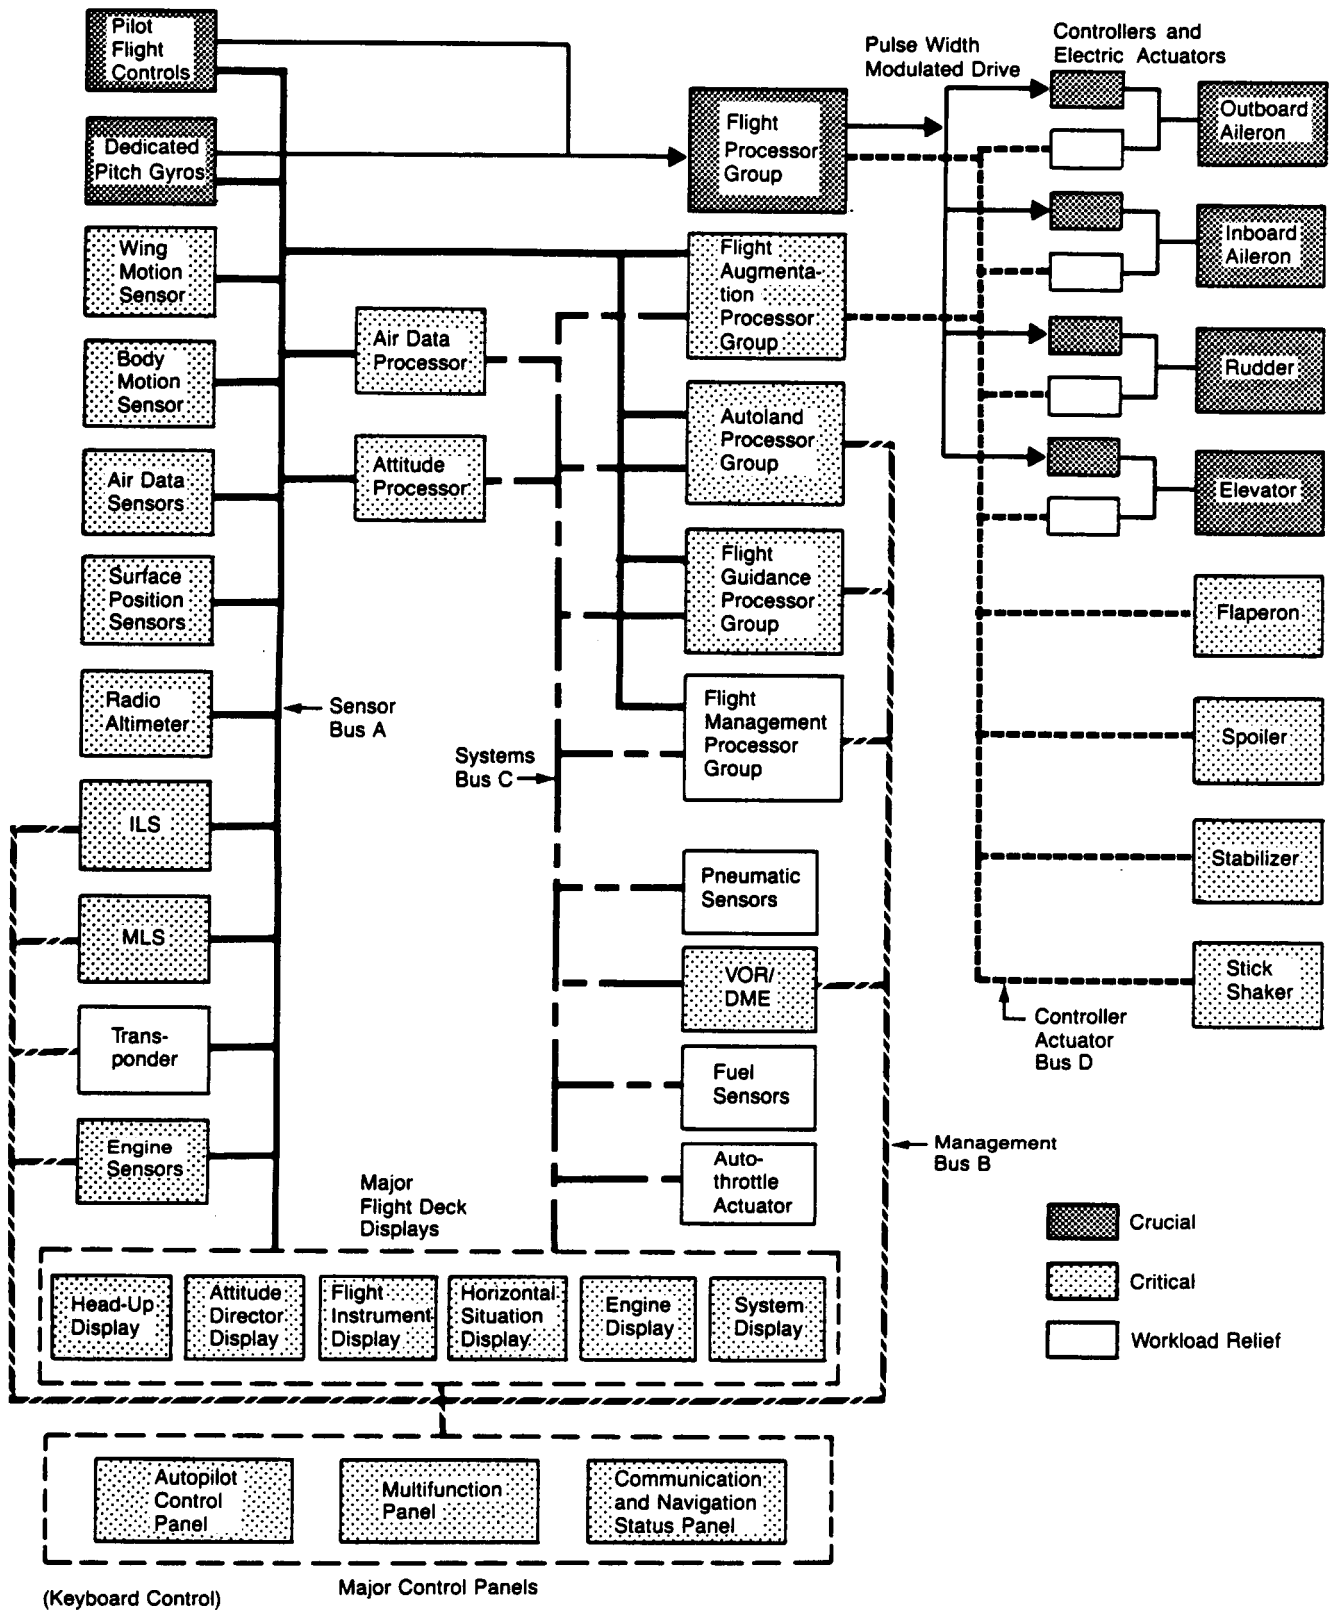 Pilot
Flight
Controls
Dedicated
Pitch Gyros
Wing
Motion
Sensor
Body
Motion
Sensor
Air Data
Sensors
Surface
Position
Sensors
Radio
Altimeter
ILS
MLS
Trans-
ponder
Engine
Sensors
Sensor
Bus A
Air Data
Processor
Attitude
Processor
Systems
Bus C
Flight
Processor
Group
Flight
Augmenta-
tion
Processor
Group
Autoland
Processor
Group
Flight
Guidance
Processor
Group
Flight
Management
Processor
Group
Pneumatic
Sensors
VOR/
DME
Fuel
Sensors
Auto-
throttle
Actuator
Pulse Width
Modulated Drive
Controllers and
Electric Actuators
Outboard
Aileron
Inboard
Aileron
Rudder
Elevator
Flaperon
Spoiler
Stabilizer
Stick
Shaker
Controller
Actuator
Bus D
Management
Bus B
Crucial
Critical
Workload Relief
Major
Flight Deck
Displays
Head-Up
Display
Attitude
Director
Display
Flight
Instrument
Display
Horizontal
Situation
Display
Engine
Display
System
Display
Autopilot
Control
Panel
Multifunction
Panel
Communication
and Navigation
Status Panel
(Keyboard Control)
Major Control Panels